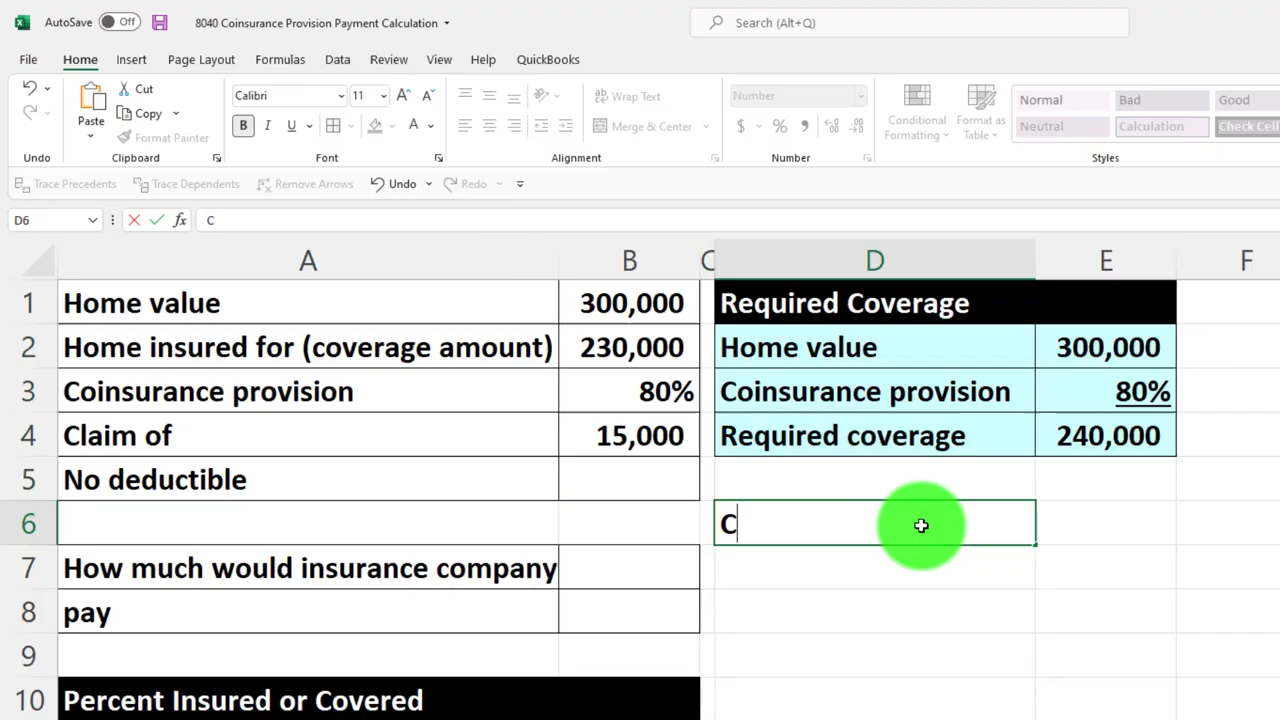 AutoSave Off 8040 Coinsurance Provision Payment Calculation Search (Alt+Q)
File Home Insert Page Layout Formulas Data Review View Help QuickBooks
Paste Cut Copy Format Painter
Calibri 11 A A B I U A
Wrap Text Merge & Center
Number $ % ,
Conditional Formatting Format as Table
Normal Bad Good
Neutral Calculation Check Cell
Undo Clipboard Font Alignment Number Styles
Trace Precedents Trace Dependents Remove Arrows Undo Redo
D6 fx C
A B C D E F
1 Home value 300,000 Required Coverage
2 Home insured for (coverage amount) 230,000 Home value 300,000
3 Coinsurance provision 80% Coinsurance provision 80%
4 Claim of 15,000 Required coverage 240,000
5 No deductible
6 C
7 How much would insurance company
8 pay
9
10 Percent Insured or Covered